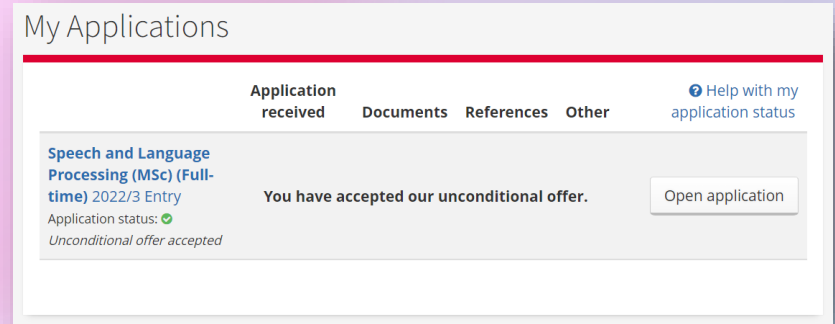 My Applications
Application
received
Documents
References
Other
Help with my
application status
Speech and Language
Processing (MSc) (Full-
time) 2022/3 Entry
Application status:
Unconditional offer accepted
You have accepted our unconditional offer.
Open application